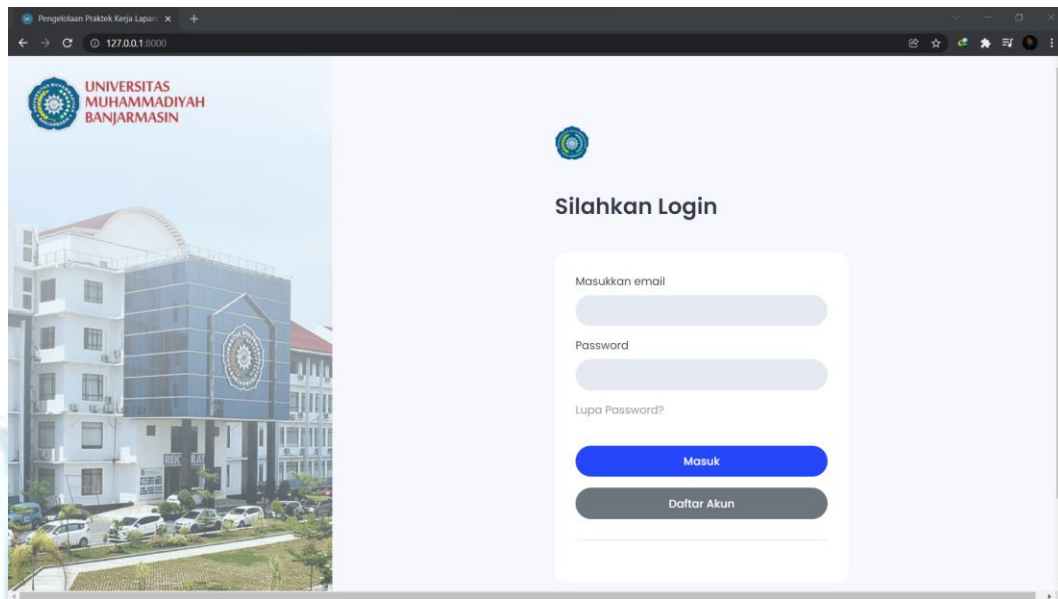 Pengelolaan Praktek Kerja Lapan
127.0.0.1:8000
UNIVERSITAS
MUHAMMADIYAH
BANJARMASIN
REKTORAT
Silahkan Login
Masukkan email
Password
Lupa Password?
Masuk
Daftar Akun